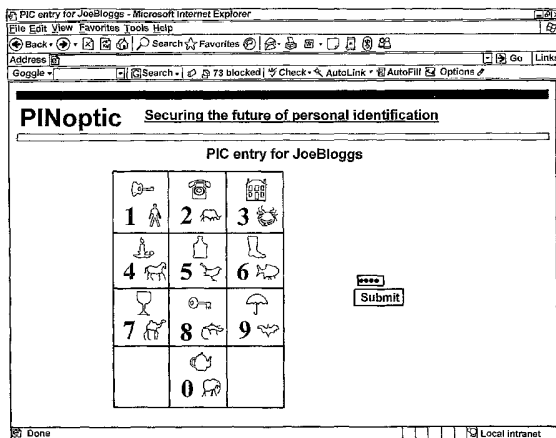 PIC entry for JoeBloggs - Microsoft Internet Explorer
File Edit View Favorites Tools Help
Back Search Favorites
Address Go Links
Goggle Search 73 blocked Check AutoLink AutoFill Options
PINoptic Securing the future of personal identification
PIC entry for JoeBloggs
1 2 3
4 5 6
••••
Submit
7 8 9
0
Done Local intranet